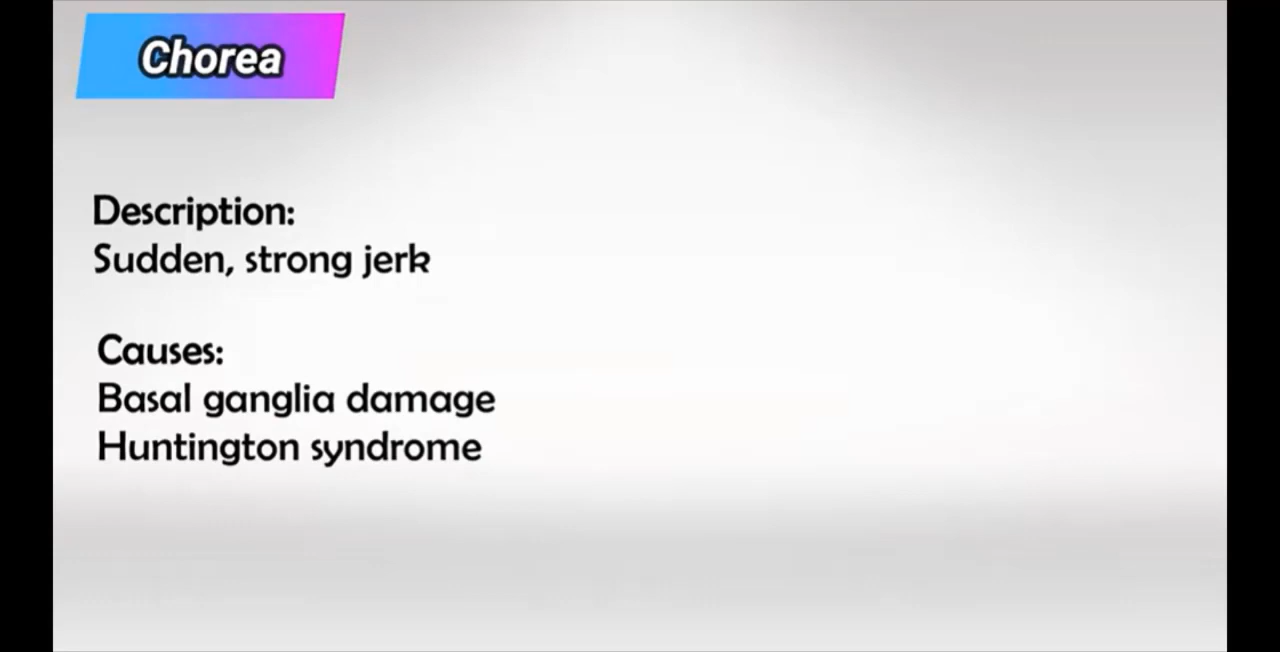 Chorea
Description:
Sudden, strong jerk
Causes:
Basal ganglia damage
Huntington syndrome